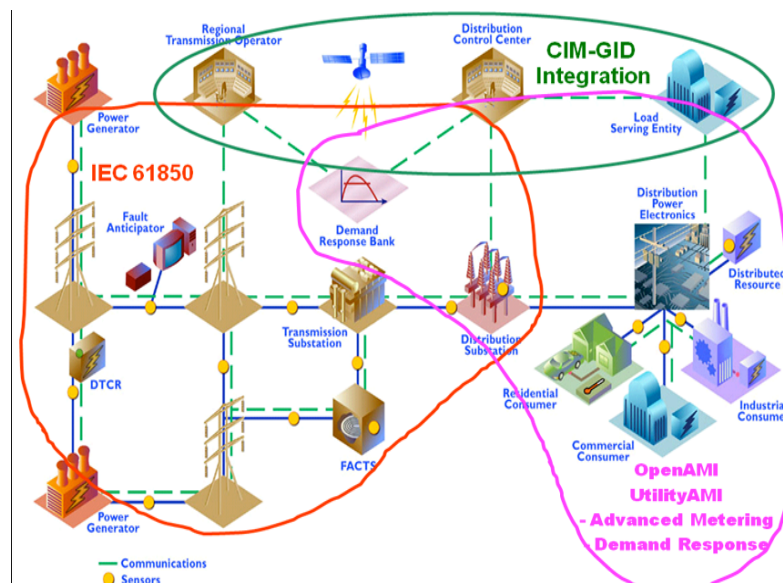 Regional
Transmission Operator
Distribution
Control Center
CIM-GID
Integration
Power
Generator
Load
Serving Entity
IEC 61850
Fault
Anticipator
Demand
Response Bank
Distribution
Power
Electronics
Distributed
Resource
Transmission
Substation
Distribution
Substation
DTCR
Residential
Consumer
Industrial
Consumer
FACTS
Commercial
Consumer
Power
Generator
OpenAMI
UtilityAMI
- Advanced Metering
- Demand Response
Communications
Sensors